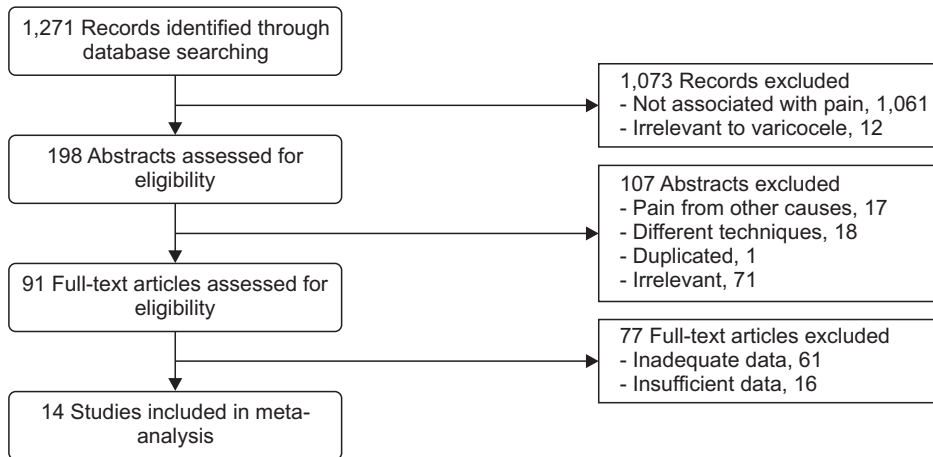 1,271 Records identified through
database searching
1,073 Records excluded
- Not associated with pain, 1,061
- Irrelevant to varicocele, 12
198 Abstracts assessed for
eligibility
107 Abstracts excluded
- Pain from other causes, 17
- Different techniques, 18
- Duplicated, 1
- Irrelevant, 71
91 Full-text articles assessed for
eligibility
77 Full-text articles excluded
- Inadequate data, 61
- Insufficient data, 16
14 Studies included in meta-
analysis